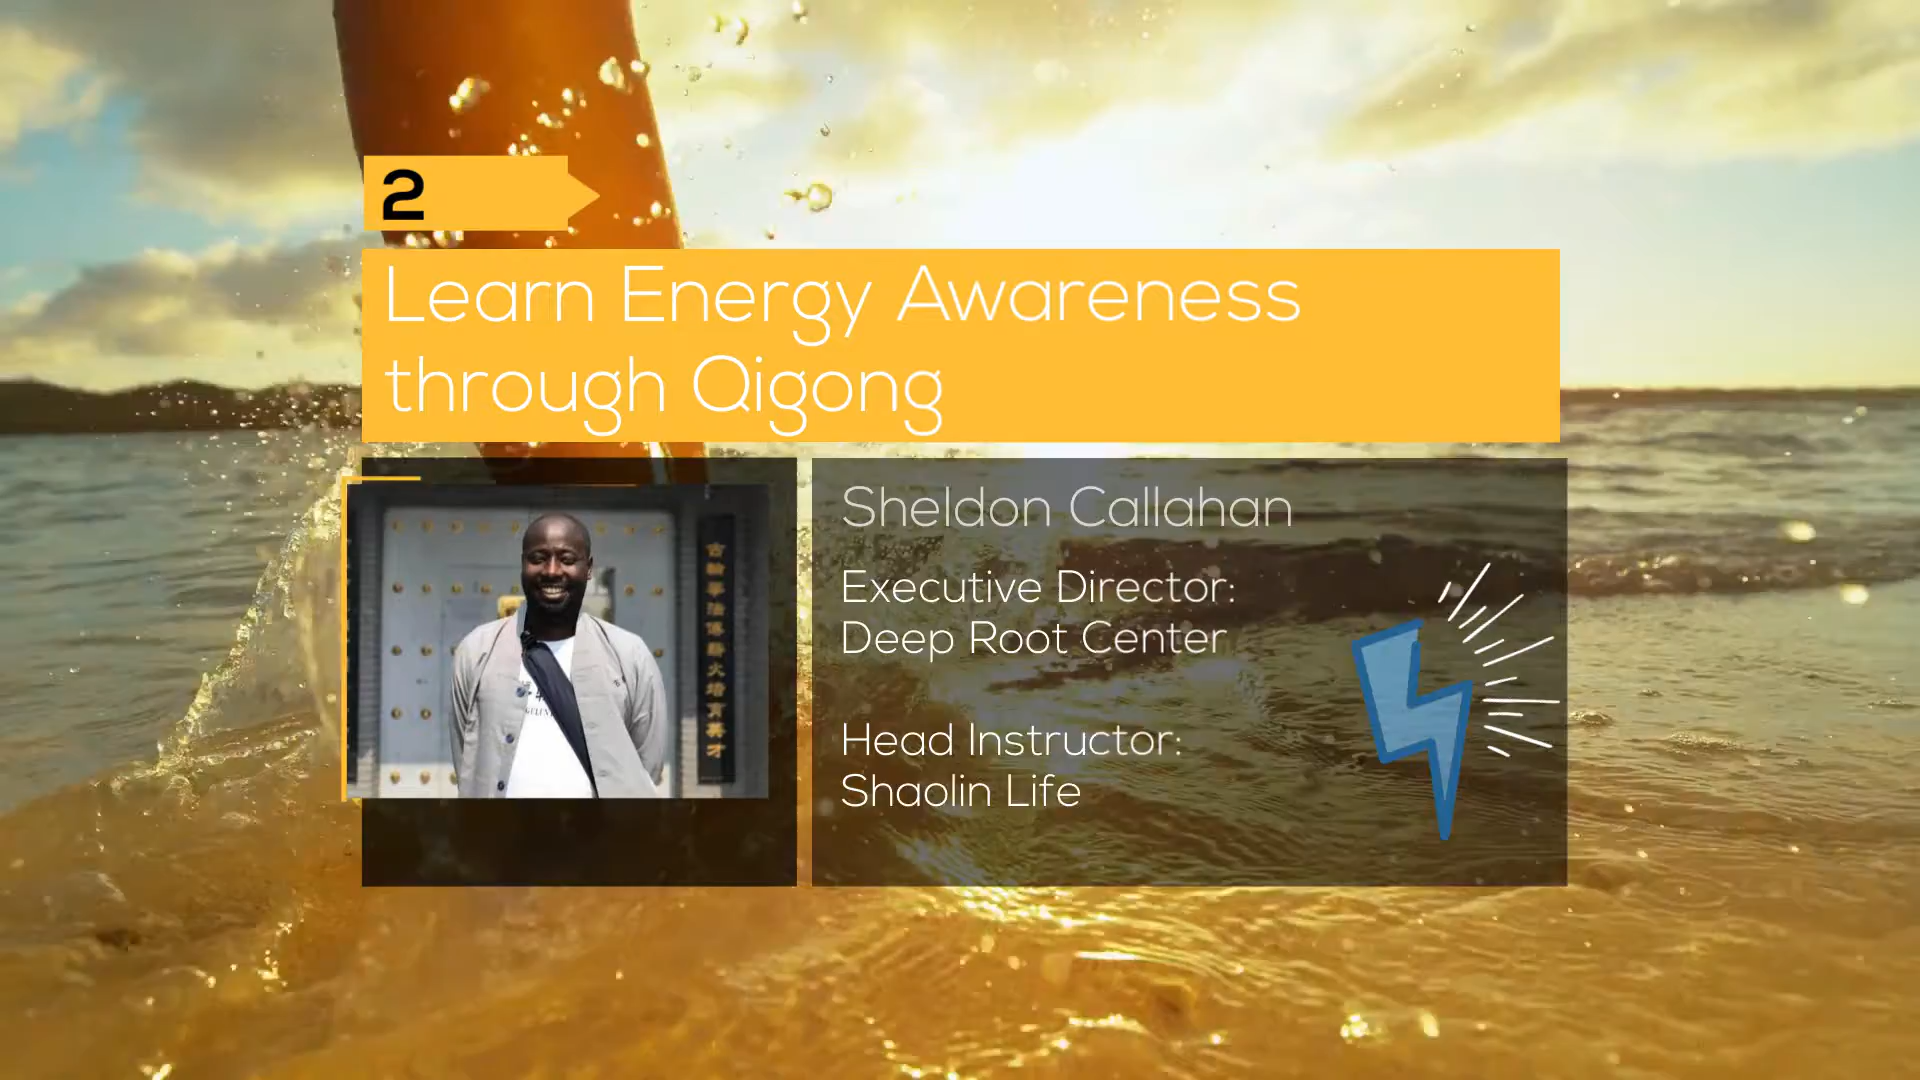 2
Learn Energy Awareness
through Qigong
Sheldon Callahan
Executive Director:
Deep Root Center
Head Instructor:
Shaolin Life